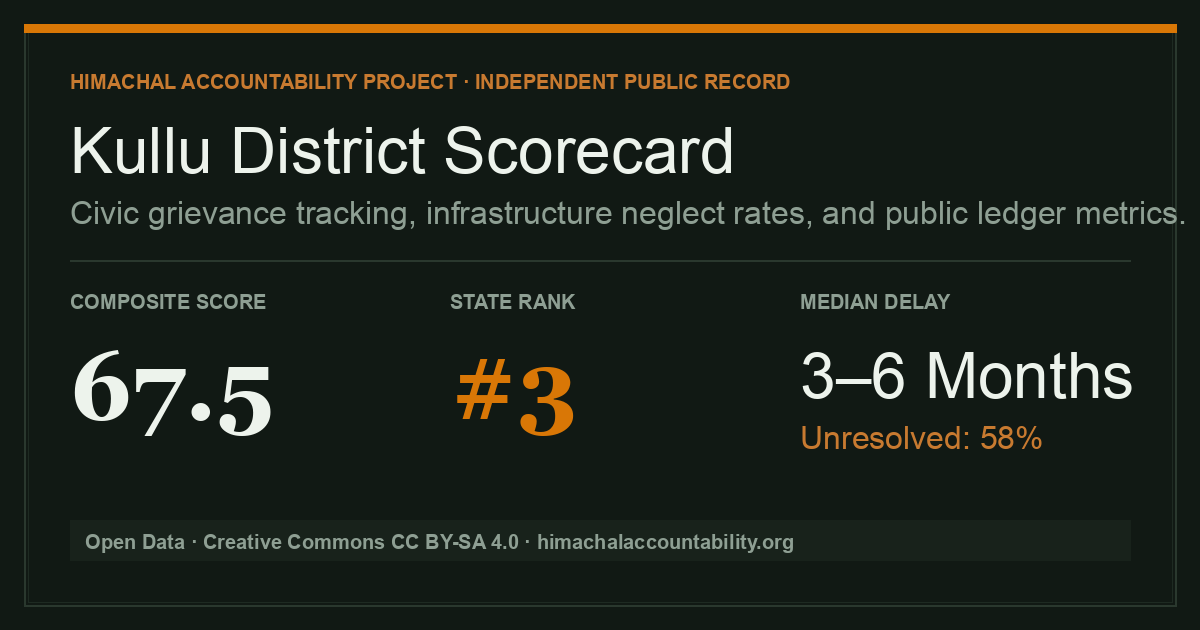 HIMACHAL ACCOUNTABILITY PROJECT · INDEPENDENT PUBLIC RECORD
Kullu District Scorecard
Civic grievance tracking, infrastructure neglect rates, and public ledger metrics.
COMPOSITE SCORE
67.5
STATE RANK
#3
MEDIAN DELAY
3–6 Months
Unresolved: 58%
Open Data · Creative Commons CC BY-SA 4.0 · himachalaccountability.org